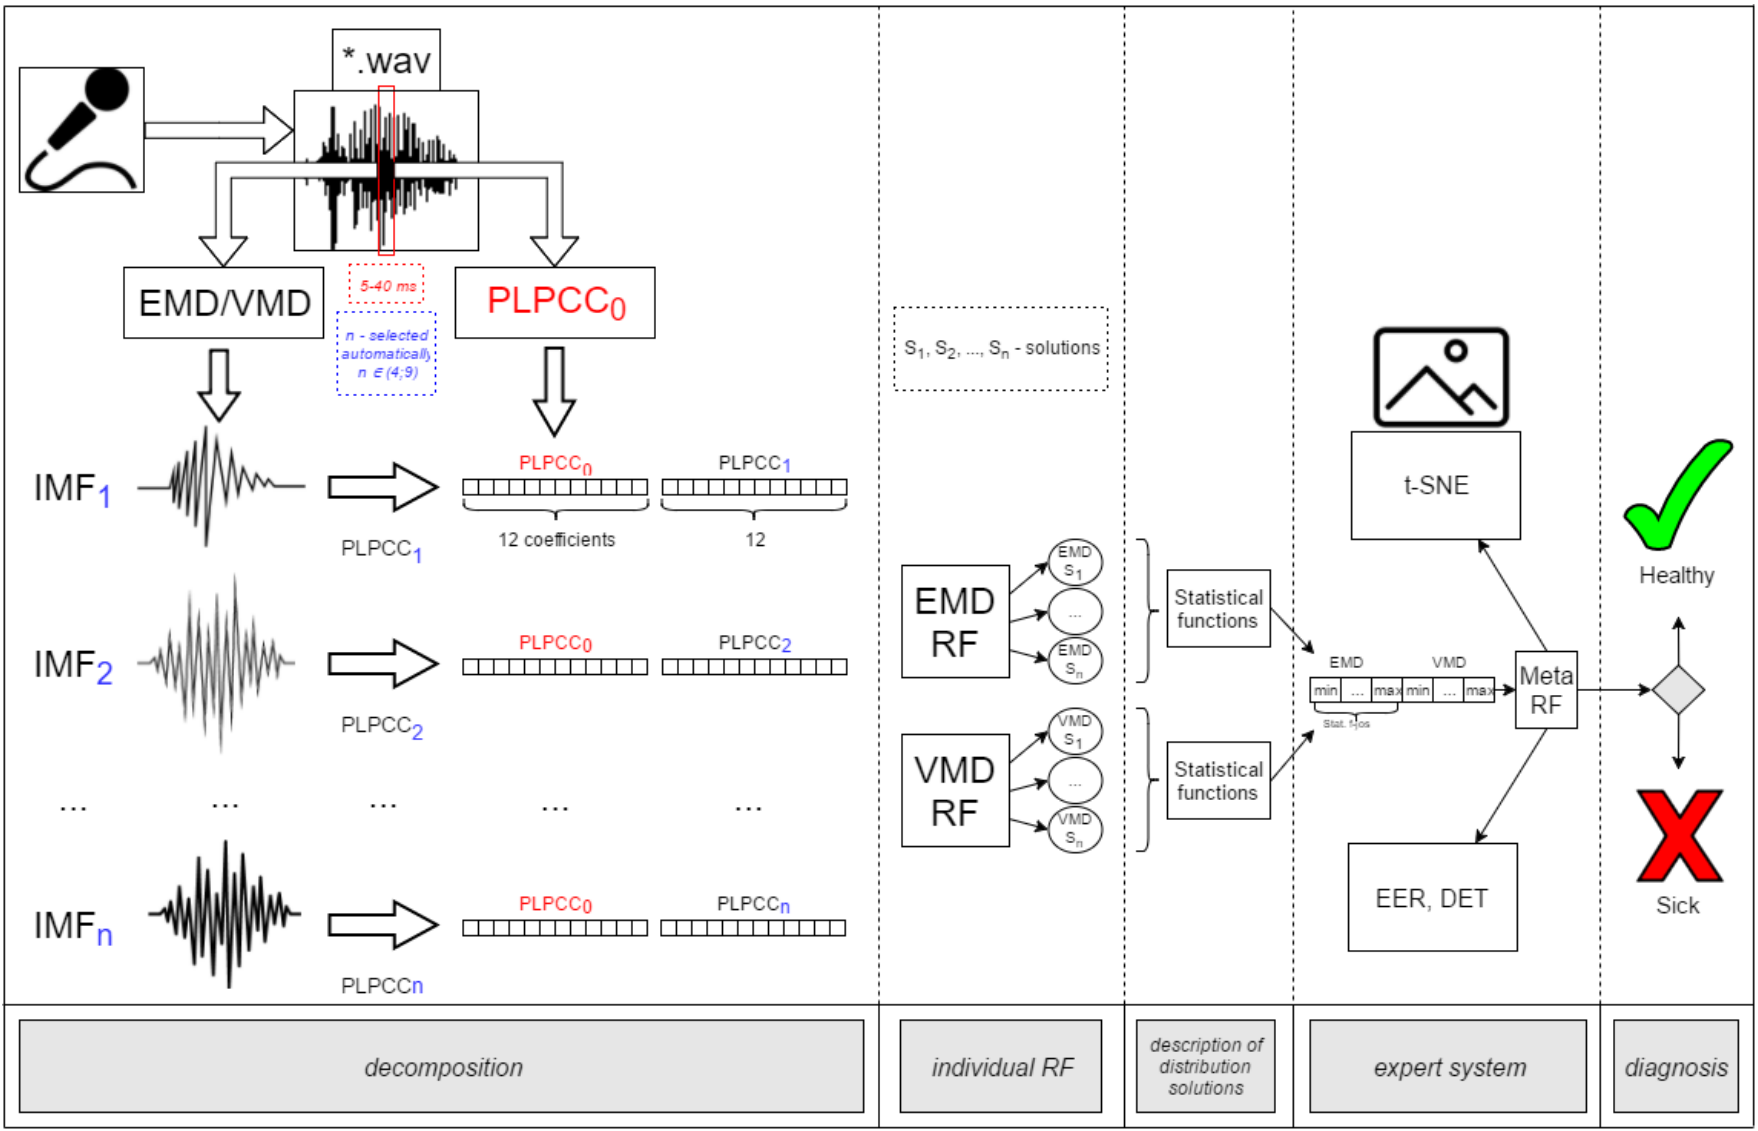 *.wav
EMD/VMD
5-40 ms
n - selected
automatically
n ∈ (4;9)
PLPCC0
IMF1
PLPCC1
PLPCC0
PLPCC1
12 coefficients
12
IMF2
PLPCC2
PLPCC0
PLPCC2
... ... ... ... ...
IMFn
PLPCCn
PLPCC0
PLPCCn
S1, S2, ..., Sn - solutions
EMD
RF
EMD
S1
...
EMD
Sn
VMD
RF
VMD
S1
...
VMD
Sn
Statistical
functions
Statistical
functions
t-SNE
EMD VMD
min ... max min ... max
Stat.
Meta
RF
EER, DET
Healthy
Sick
decomposition
individual RF
description of
distribution
solutions
expert system
diagnosis